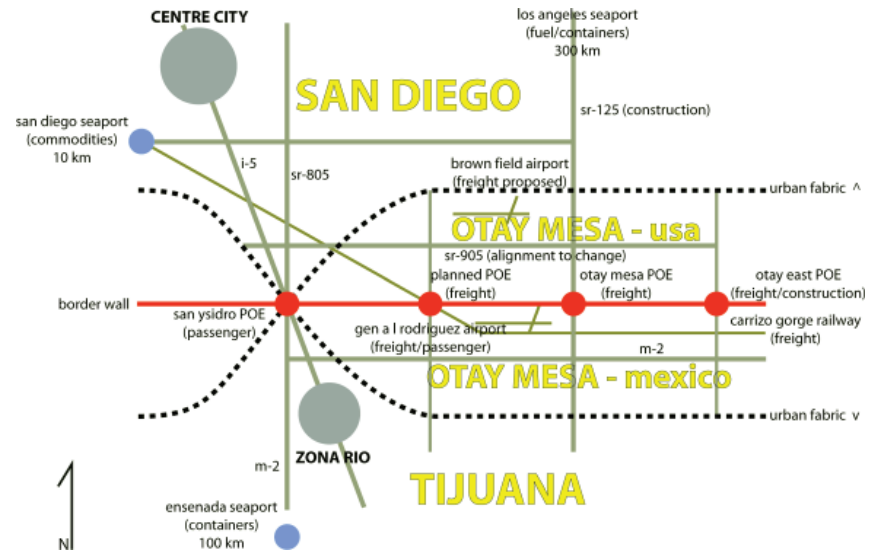 CENTRE CITY
los angeles seaport
(fuel/containers)
300 km
SAN DIEGO
sr-125 (construction)
san diego seaport
(commodities)
10 km
i-5
sr-805
brown field airport
(freight proposed)
urban fabric ^
OTAY MESA - usa
sr-905 (alignment to change)
planned POE
(freight)
otay mesa POE
(freight)
otay east POE
(freight/construction)
border wall
san ysidro POE
(passenger)
gen a l rodriguez airport
(freight/passenger)
carrizo gorge railway
(freight)
m-2
OTAY MESA - mexico
urban fabric v
ZONA RIO
m-2
TIJUANA
ensenada seaport
(containers)
100 km
N